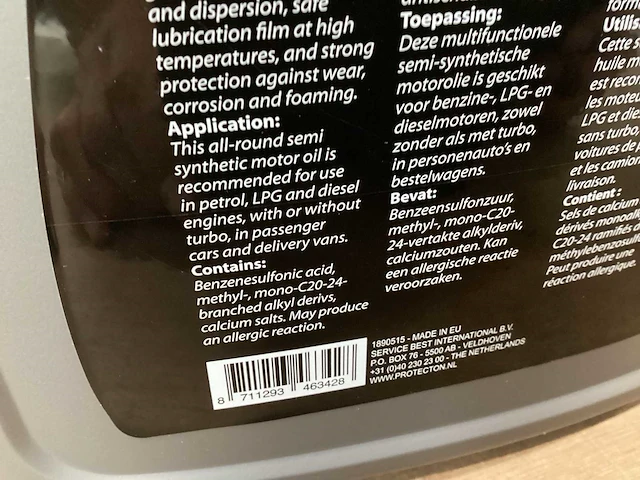 and dispersion, safe
lubrication film at high
temperatures, and strong
protection against wear,
corrosion and foaming.
Application:
This all-round semi
synthetic motor oil is
recommended for use
in petrol, LPG and diesel
engines, with or without
turbo, in passenger
cars and delivery vans.
Contains:
Benzenesulfonic acid,
methyl-, mono-C20-24-
branched alkyl derivs,
calcium salts. May produce
an allergic reaction.
Toepassing:
Deze multifunctionele
semi-synthetische
motorolie is geschikt
voor benzine-, LPG- en
dieselmotoren, zowel
zonder als met turbo,
in personenauto's en
bestelwagens.
Bevat:
Benzeensulfonzuur,
methyl-, mono-C20-
24-vertakte alkylderiv,
calciumzouten. Kan
een allergische reactie
veroorzaken.
Cette
huile
est
les
LPG et
sans
voitures de
et les
livraison.
Contient :
Sels de calcium
dérivés
C20-24 ramifiés
Peut produire une
réaction allergique.
1890515 - MADE IN EU
SERVICE BEST INTERNATIONAL B.V.
P.O. BOX 76 - 5500 AB - VELDHOVEN
+31 (0)40 230 23 00 - THE NETHERLANDS
WWW.PROTECTON.NL
8 711293 463428